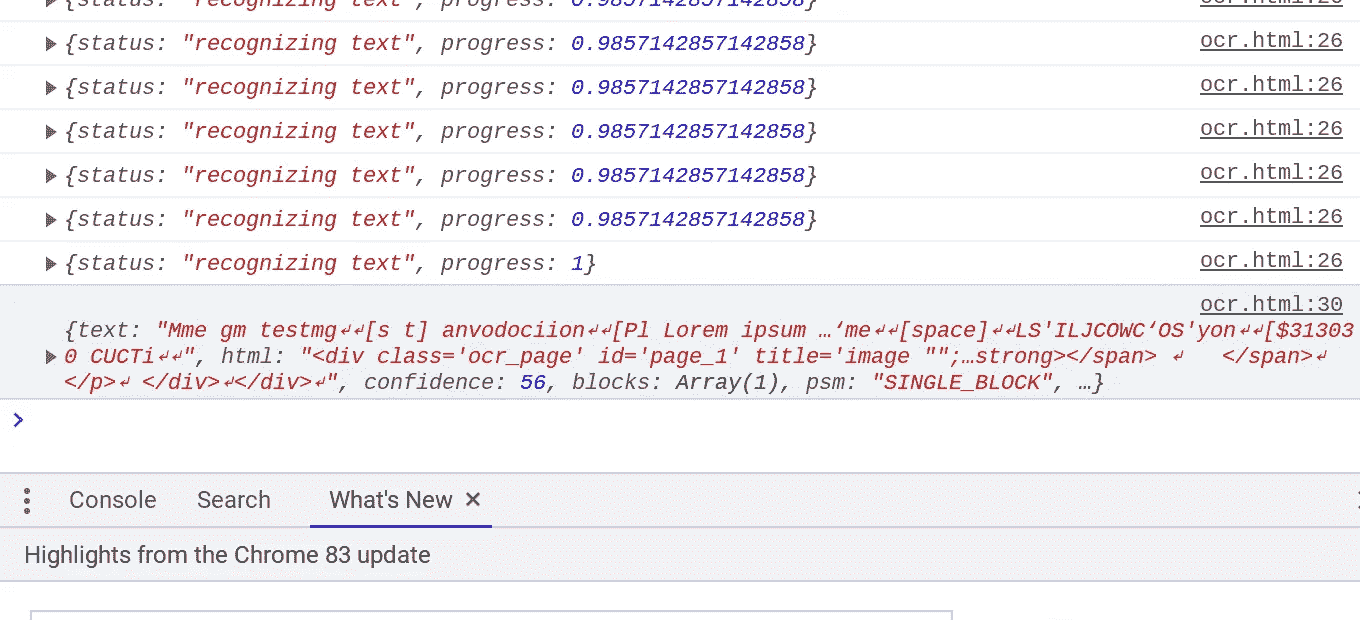 {status: "recognizing text", progress: 0.9857142857142858} ocr.html:26
{status: "recognizing text", progress: 0.9857142857142858} ocr.html:26
{status: "recognizing text", progress: 0.9857142857142858} ocr.html:26
{status: "recognizing text", progress: 0.9857142857142858} ocr.html:26
{status: "recognizing text", progress: 0.9857142857142858} ocr.html:26
{status: "recognizing text", progress: 0.9857142857142858} ocr.html:26
{status: "recognizing text", progress: 1} ocr.html:26
ocr.html:30
{text: "Mme gm testmg↵↵[s t] anvodociion↵↵[Pl Lorem ipsum …‘me↵↵[space]↵↵LS'ILJCOWC‘OS'yon↵↵[$31303
0 CUCTi↵↵", html: "<div class='ocr_page' id='page_1' title='image "";…strong></span> ↵   </span>↵
</p>↵ </div>↵</div>↵", confidence: 56, blocks: Array(1), psm: "SINGLE_BLOCK", …}
Console Search What's New ×
Highlights from the Chrome 83 update